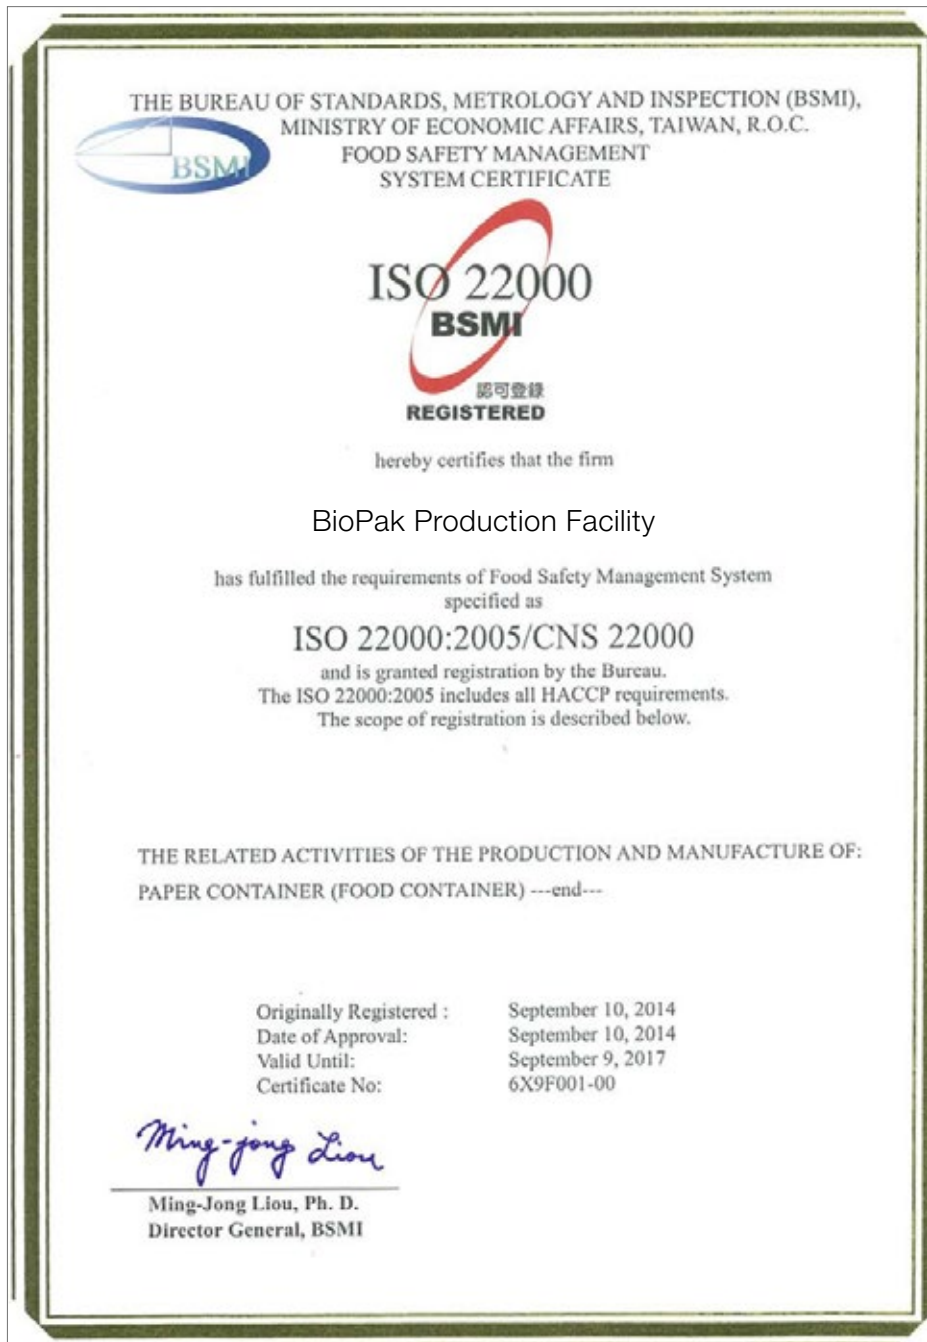 THE BUREAU OF STANDARDS, METROLOGY AND INSPECTION (BSMI),
MINISTRY OF ECONOMIC AFFAIRS, TAIWAN, R.O.C.
BSMI
FOOD SAFETY MANAGEMENT
SYSTEM CERTIFICATE
ISO 22000
BSMI
認可登錄
REGISTERED
hereby certifies that the firm
BioPak Production Facility
has fulfilled the requirements of Food Safety Management System
specified as
ISO 22000:2005/CNS 22000
and is granted registration by the Bureau.
The ISO 22000:2005 includes all HACCP requirements.
The scope of registration is described below.
THE RELATED ACTIVITIES OF THE PRODUCTION AND MANUFACTURE OF:
PAPER CONTAINER (FOOD CONTAINER) ---end---
Originally Registered : September 10, 2014
Date of Approval: September 10, 2014
Valid Until: September 9, 2017
Certificate No: 6X9F001-00
Ming-jong Liou
Ming-Jong Liou, Ph. D.
Director General, BSMI